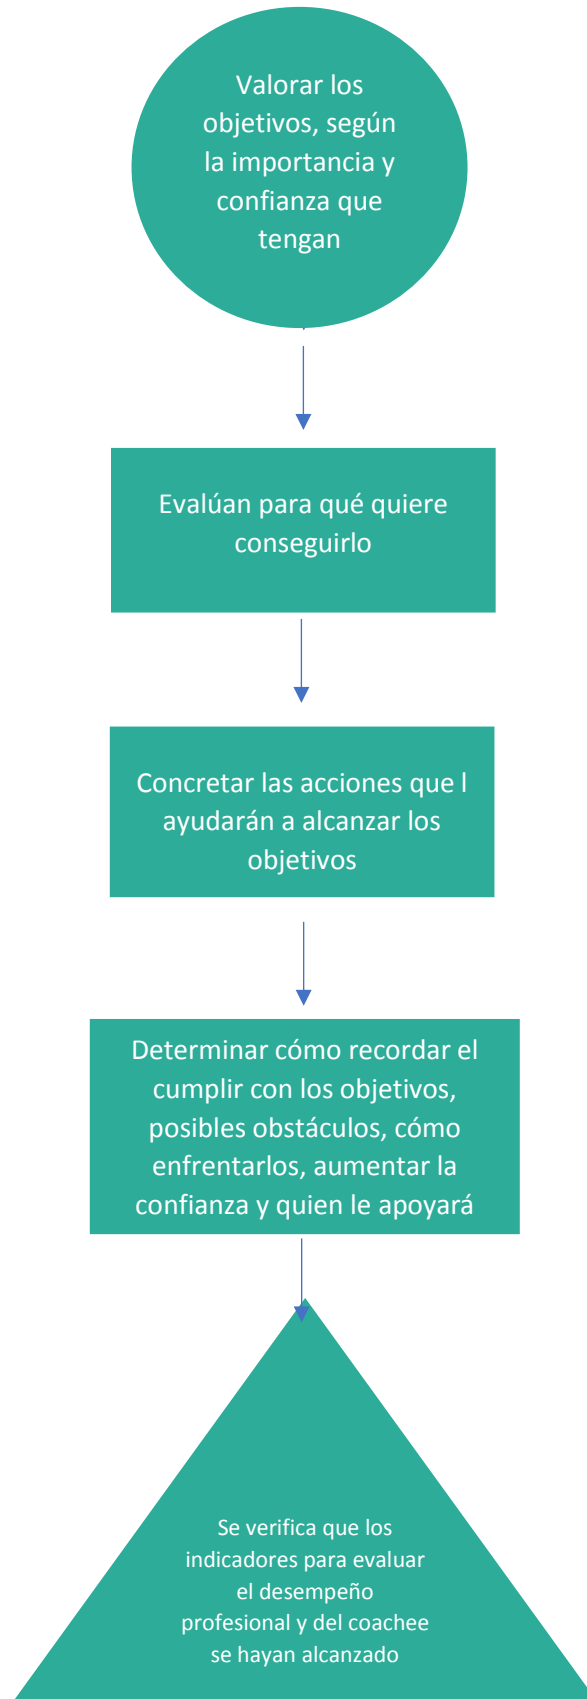 Valorar los
objetivos, según
la importancia y
confianza que
tengan
Evalúan para qué quiere
conseguirlo
Concretar las acciones que l
ayudarán a alcanzar los
objetivos
Determinar cómo recordar el
cumplir con los objetivos,
posibles obstáculos, cómo
enfrentarlos, aumentar la
confianza y quien le apoyará
Se verifica que los
indicadores para evaluar
el desempeño
profesional y del coachee
se hayan alcanzado